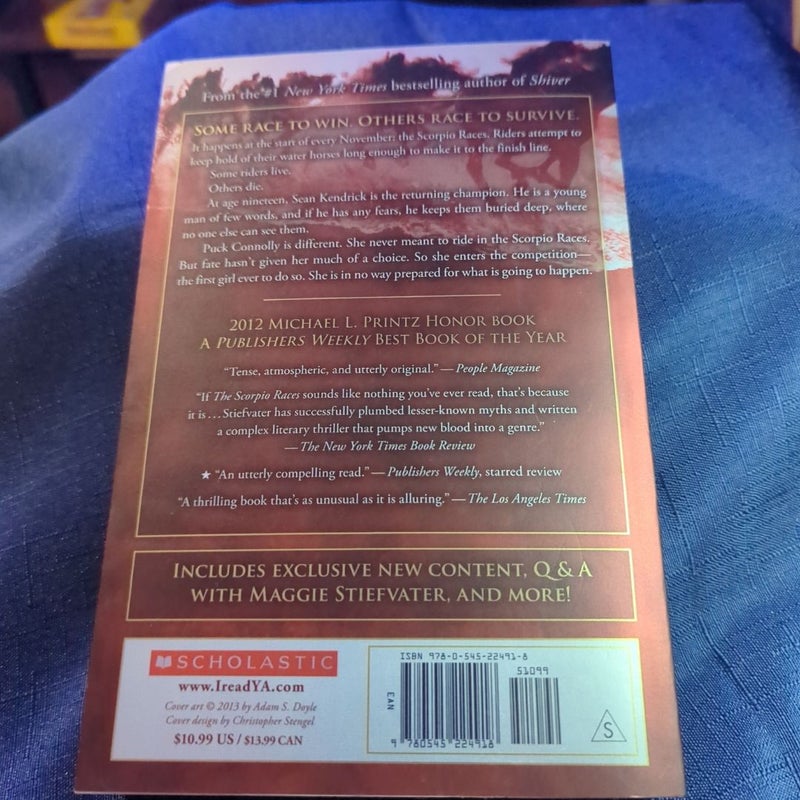 From the #1 New York Times bestselling author of Shiver
SOME RACE TO WIN. OTHERS RACE TO SURVIVE.
It happens at the start of every November: the Scorpio Races. Riders attempt to
keep hold of their water horses long enough to make it to the finish line.
Some riders live.
Others die.
At age nineteen, Sean Kendrick is the returning champion. He is a young
man of few words, and if he has any fears, he keeps them buried deep, where
no one else can see them.
Puck Connolly is different. She never meant to ride in the Scorpio Races.
But fate hasn't given her much of a choice. So she enters the competition—
the first girl ever to do so. She is in no way prepared for what is going to happen.
2012 MICHAEL L. PRINTZ HONOR BOOK
A PUBLISHERS WEEKLY BEST BOOK OF THE YEAR
"Tense, atmospheric, and utterly original." — People Magazine
"If The Scorpio Races sounds like nothing you've ever read, that's because
it is . . . Stiefvater has successfully plumbed lesser-known myths and written
a complex literary thriller that pumps new blood into a genre."
— The New York Times Book Review
★ "An utterly compelling read." — Publishers Weekly, starred review
"A thrilling book that's as unusual as it is alluring." — The Los Angeles Times
INCLUDES EXCLUSIVE NEW CONTENT, Q & A
WITH MAGGIE STIEFVATER, AND MORE!
SCHOLASTIC
www.IreadYA.com
Cover art © 2013 by Adam S. Doyle
Cover design by Christopher Stengel
$10.99 US / $13.99 CAN
ISBN 978-0-545-22491-8
51099
EAN
9 780545 224918
S